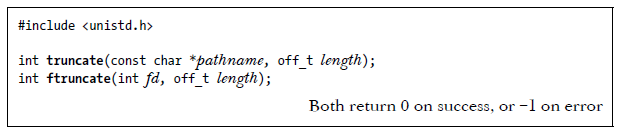 #include <unistd.h>
int truncate(const char *pathname, off_t length);
int ftruncate(int fd, off_t length);
Both return 0 on success, or –1 on error